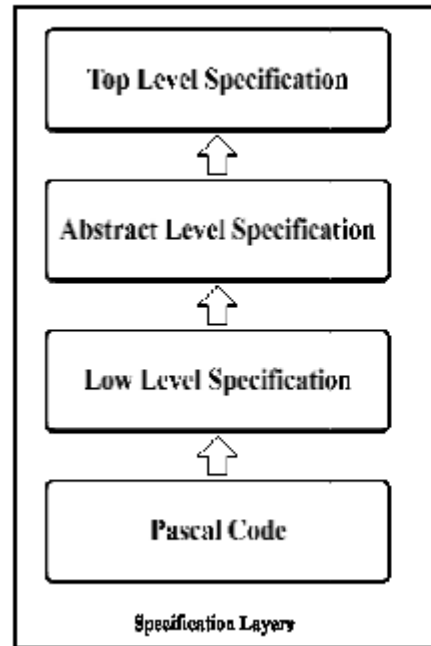 Top Level Specification
Abstract Level Specification
Low Level Specification
Pascal Code
Specification Layers